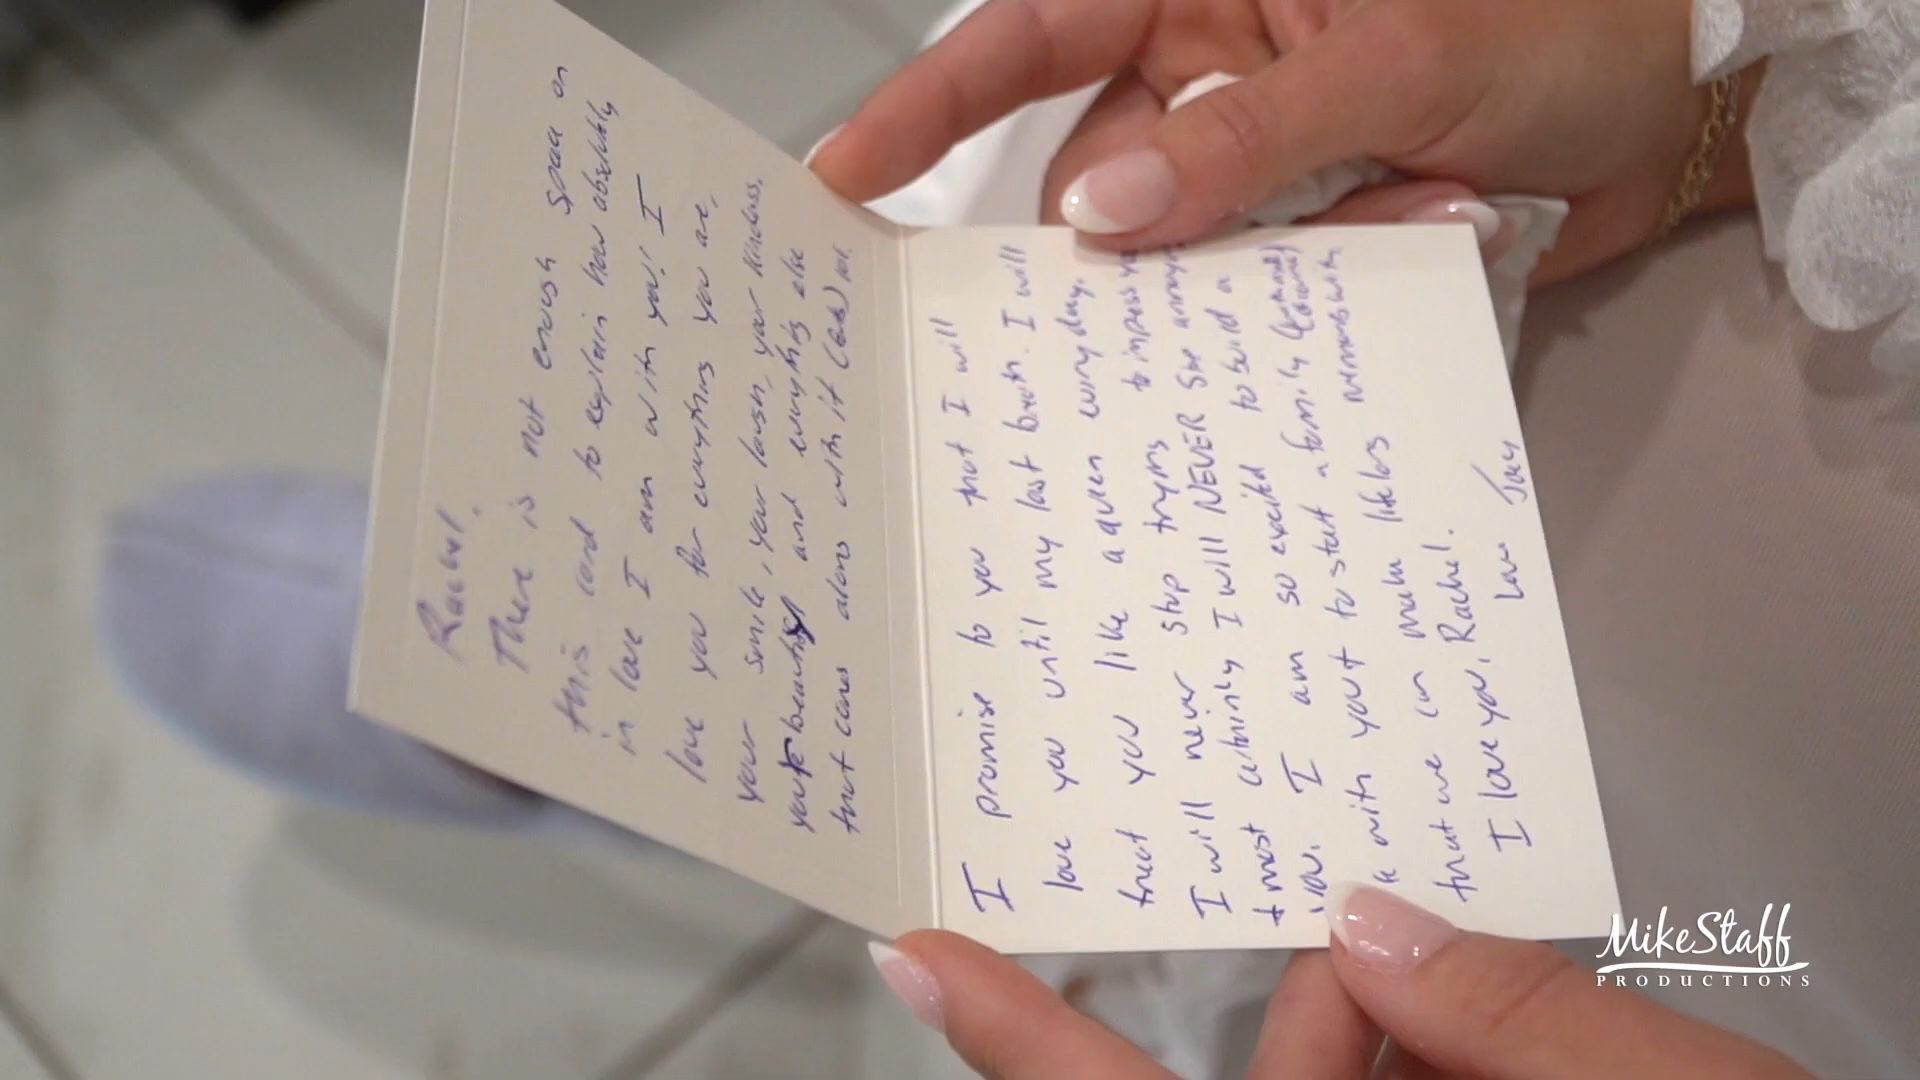 Rachel,
There is not enough space on
this card to explain how absolutely
in love I am with you! I
love you for everything you are,
your smile, your laugh, your kindness,
your beauty and everything else
that comes along with it lol.
I promise to you that I will
love you until my last breath. I will
treat you like a queen everyday.
I will never stop trying to impress
& most certainly I will NEVER stop
you. I am so excited to build a
with you & to start a family
that we can make memories with
I love you, Rachel.
Love Joey
MikeStaff
PRODUCTIONS